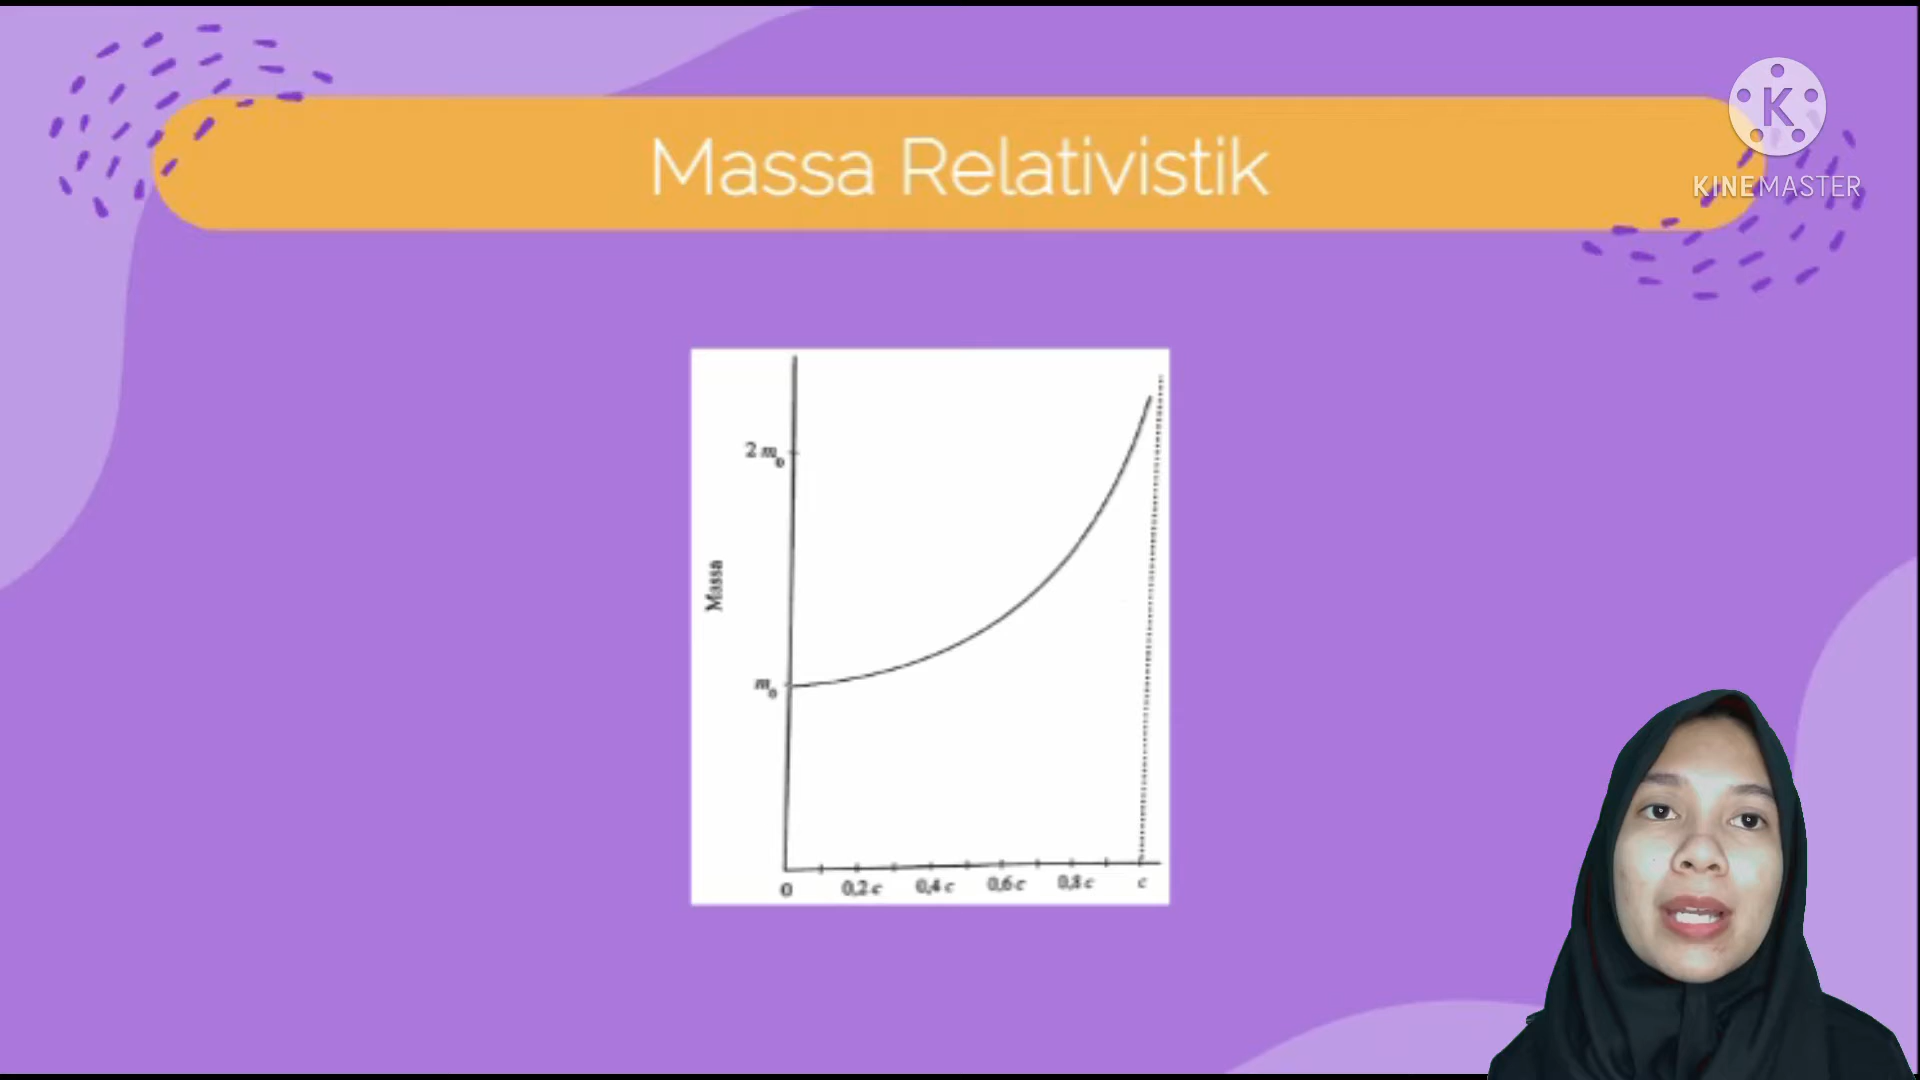 Massa Relativistik
K
KINEMASTER
2 m₀
Massa
m₀
0 0,2 c 0,4 c 0,6 c 0,8 c c